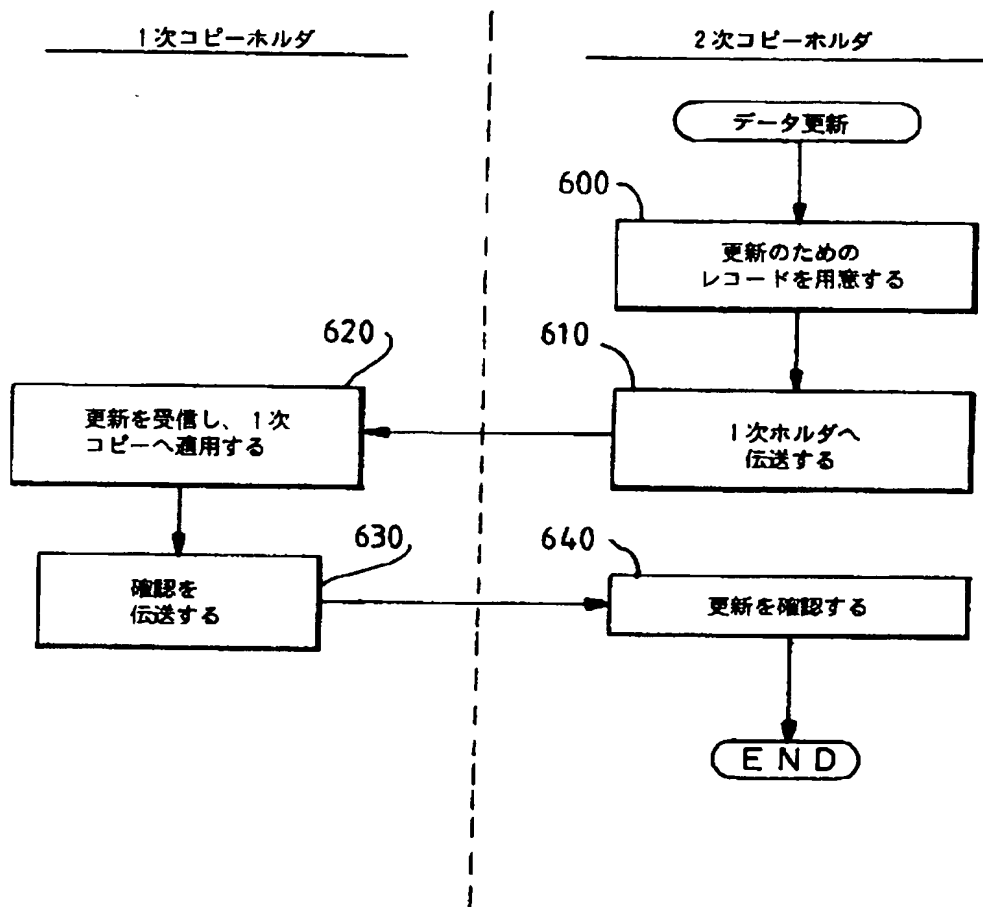 1次コピーホルダ
2次コピーホルダ
データ更新
600
更新のための
レコードを用意する
610
1次ホルダへ
伝送する
620
更新を受信し、1次
コピーへ適用する
630
確認を
伝送する
640
更新を確認する
END